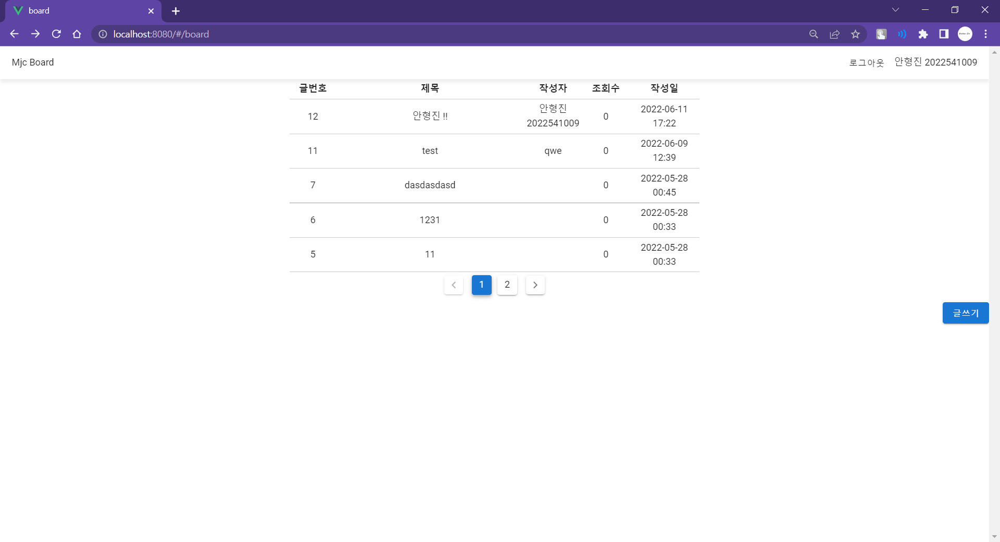 board
localhost:8080/#/board
Mjc Board
로그아웃 안형진 2022541009
글번호 제목 작성자 조회수 작성일
12 안형진 !! 안형진 2022541009 0 2022-06-11 17:22
11 test qwe 0 2022-06-09 12:39
7 dasdasdasd 0 2022-05-28 00:45
6 1231 0 2022-05-28 00:33
5 11 0 2022-05-28 00:33
1 2
글쓰기